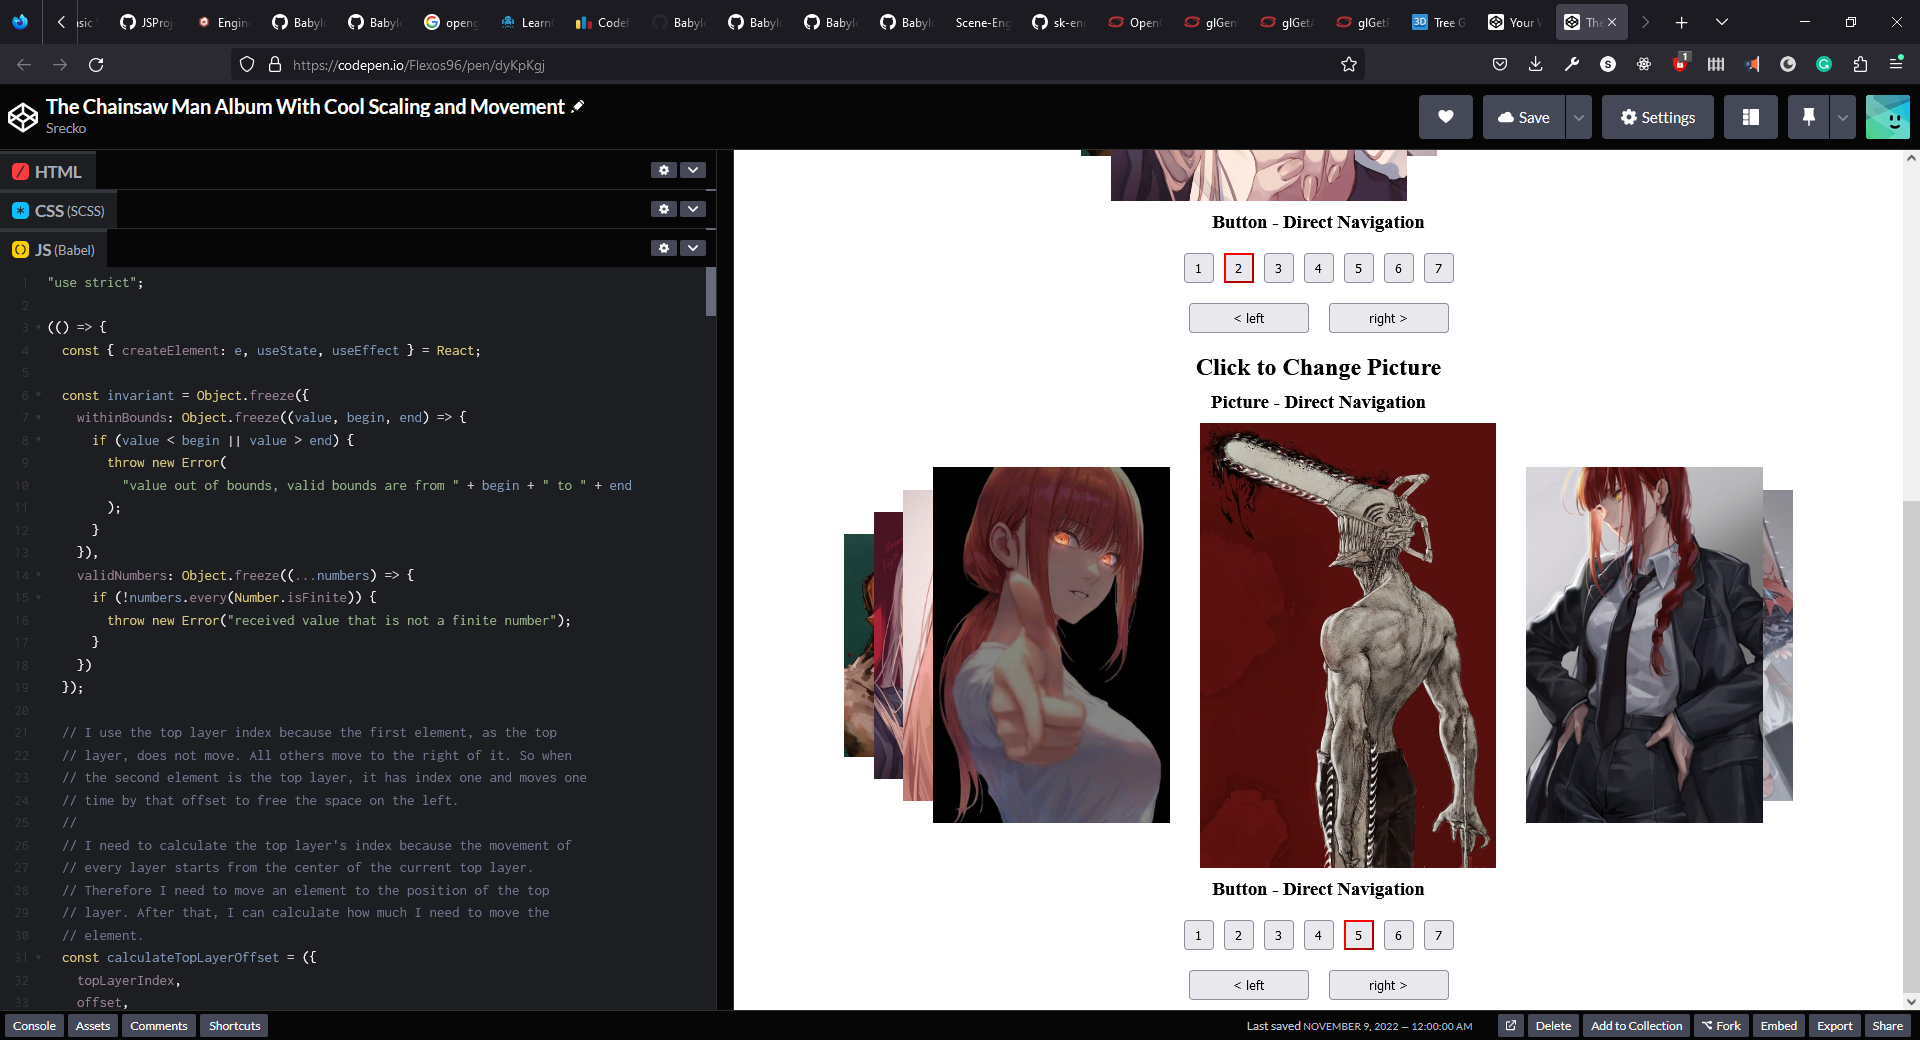 JSProj
Engin
Babyl
Babyl
openg
Learn
Codef
Babyl
Babyl
Babyl
Babyl
Scene-Eng
sk-en
Open
glGen
glGet
glGetP
Tree G
Your W
The
https://codepen.io/Flexos96/pen/dyKpKgj
1
The Chainsaw Man Album With Cool Scaling and Movement
Srecko
Save
Settings
HTML
CSS (SCSS)
JS (Babel)
1 "use strict";
2
3 (() => {
4 const { createElement: e, useState, useEffect } = React;
5
6 const invariant = Object.freeze({
7 withinBounds: Object.freeze((value, begin, end) => {
8 if (value < begin || value > end) {
9 throw new Error(
10 "value out of bounds, valid bounds are from " + begin + " to " + end
11 );
12 }
13 }),
14 validNumbers: Object.freeze((...numbers) => {
15 if (!numbers.every(Number.isFinite)) {
16 throw new Error("received value that is not a finite number");
17 }
18 })
19 });
20
21 // I use the top layer index because the first element, as the top
22 // layer, does not move. All others move to the right of it. So when
23 // the second element is the top layer, it has index one and moves one
24 // time by that offset to free the space on the left.
25 //
26 // I need to calculate the top layer's index because the movement of
27 // every layer starts from the center of the current top layer.
28 // Therefore I need to move an element to the position of the top
29 // layer. After that, I can calculate how much I need to move the
30 // element.
31 const calculateTopLayerOffset = ({
32 topLayerIndex,
33 offset,
Button - Direct Navigation
1 2 3 4 5 6 7
< left right >
Click to Change Picture
Picture - Direct Navigation
Button - Direct Navigation
1 2 3 4 5 6 7
< left right >
Console Assets Comments Shortcuts
Last saved NOVEMBER 9, 2022 — 12:00:00 AM
Delete Add to Collection Fork Embed Export Share